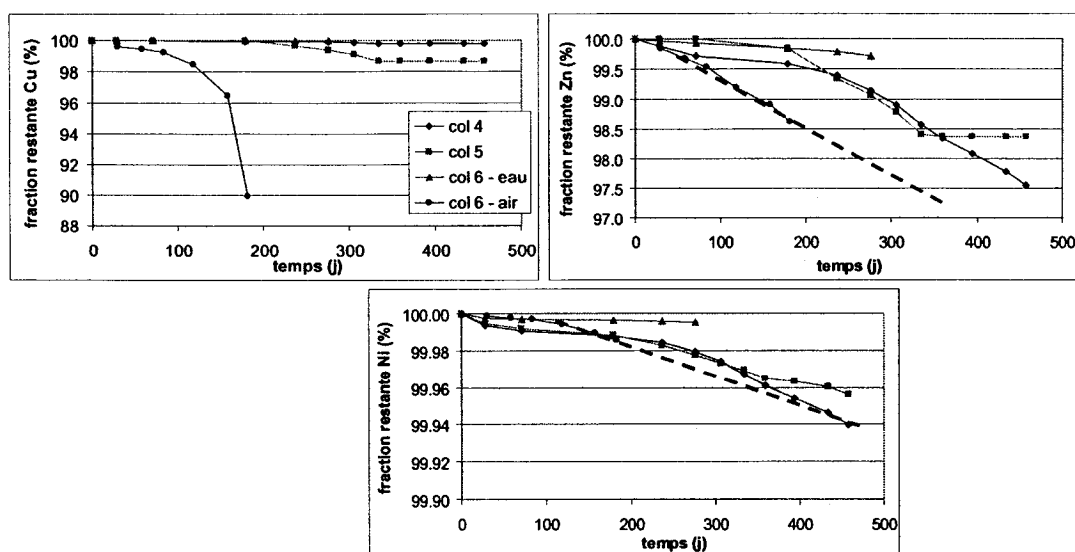 fraction restante Cu (%)
100
98
96
94
92
90
88
0 100 200 300 400 500
temps (j)
col 4
col 5
col 6 - eau
col 6 - air
fraction restante Zn (%)
100.0
99.5
99.0
98.5
98.0
97.5
97.0
0 100 200 300 400 500
temps (j)
fraction restante Ni (%)
100.00
99.98
99.96
99.94
99.92
99.90
0 100 200 300 400 500
temps (j)